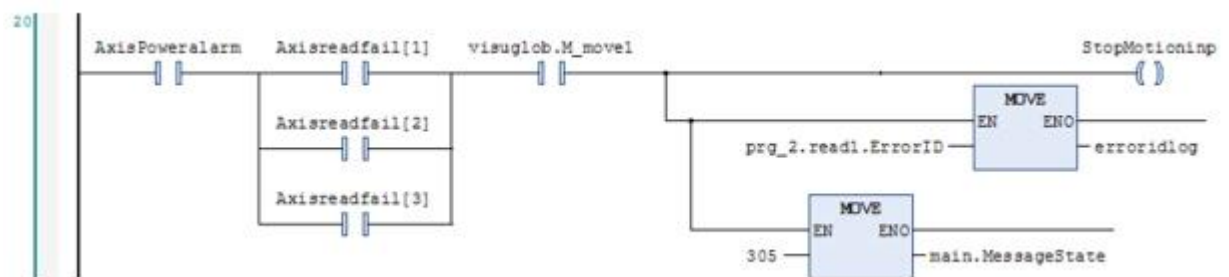 20
AxisPoweralarm Axisreadfail[1] visuglob.M_move1 StopMotioninp
MOVE
Axisreadfail[2] EN ENO
prg_2.read1.ErrorID erroridlog
Axisreadfail[3]
MOVE
EN ENO
305 main.MessageState